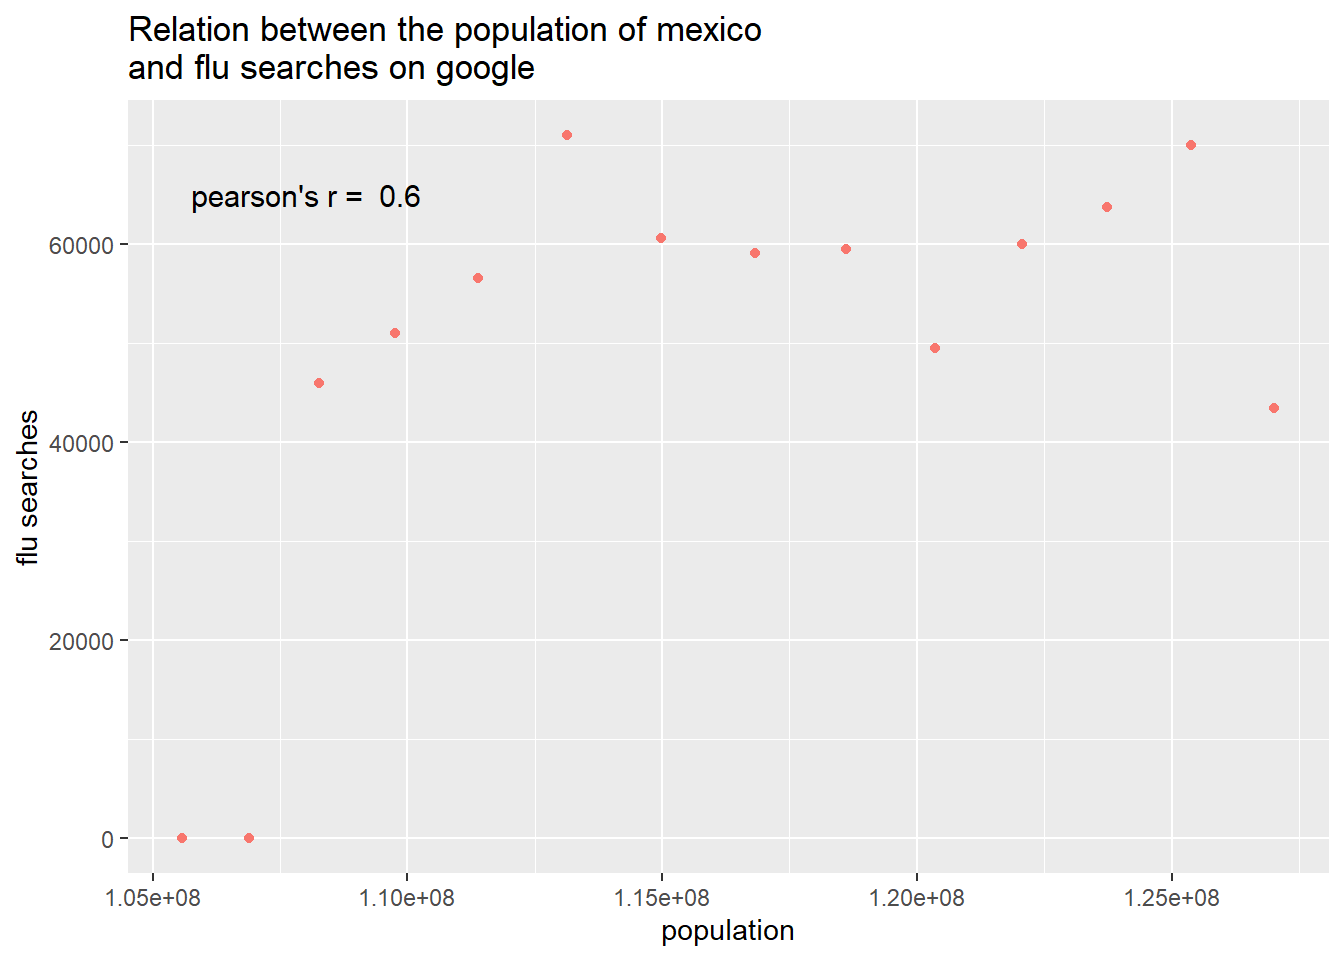 Relation between the population of mexico
and flu searches on google
pearson's r =  0.6
60000
40000
20000
0
flu searches
1.05e+08
1.10e+08
1.15e+08
1.20e+08
1.25e+08
population